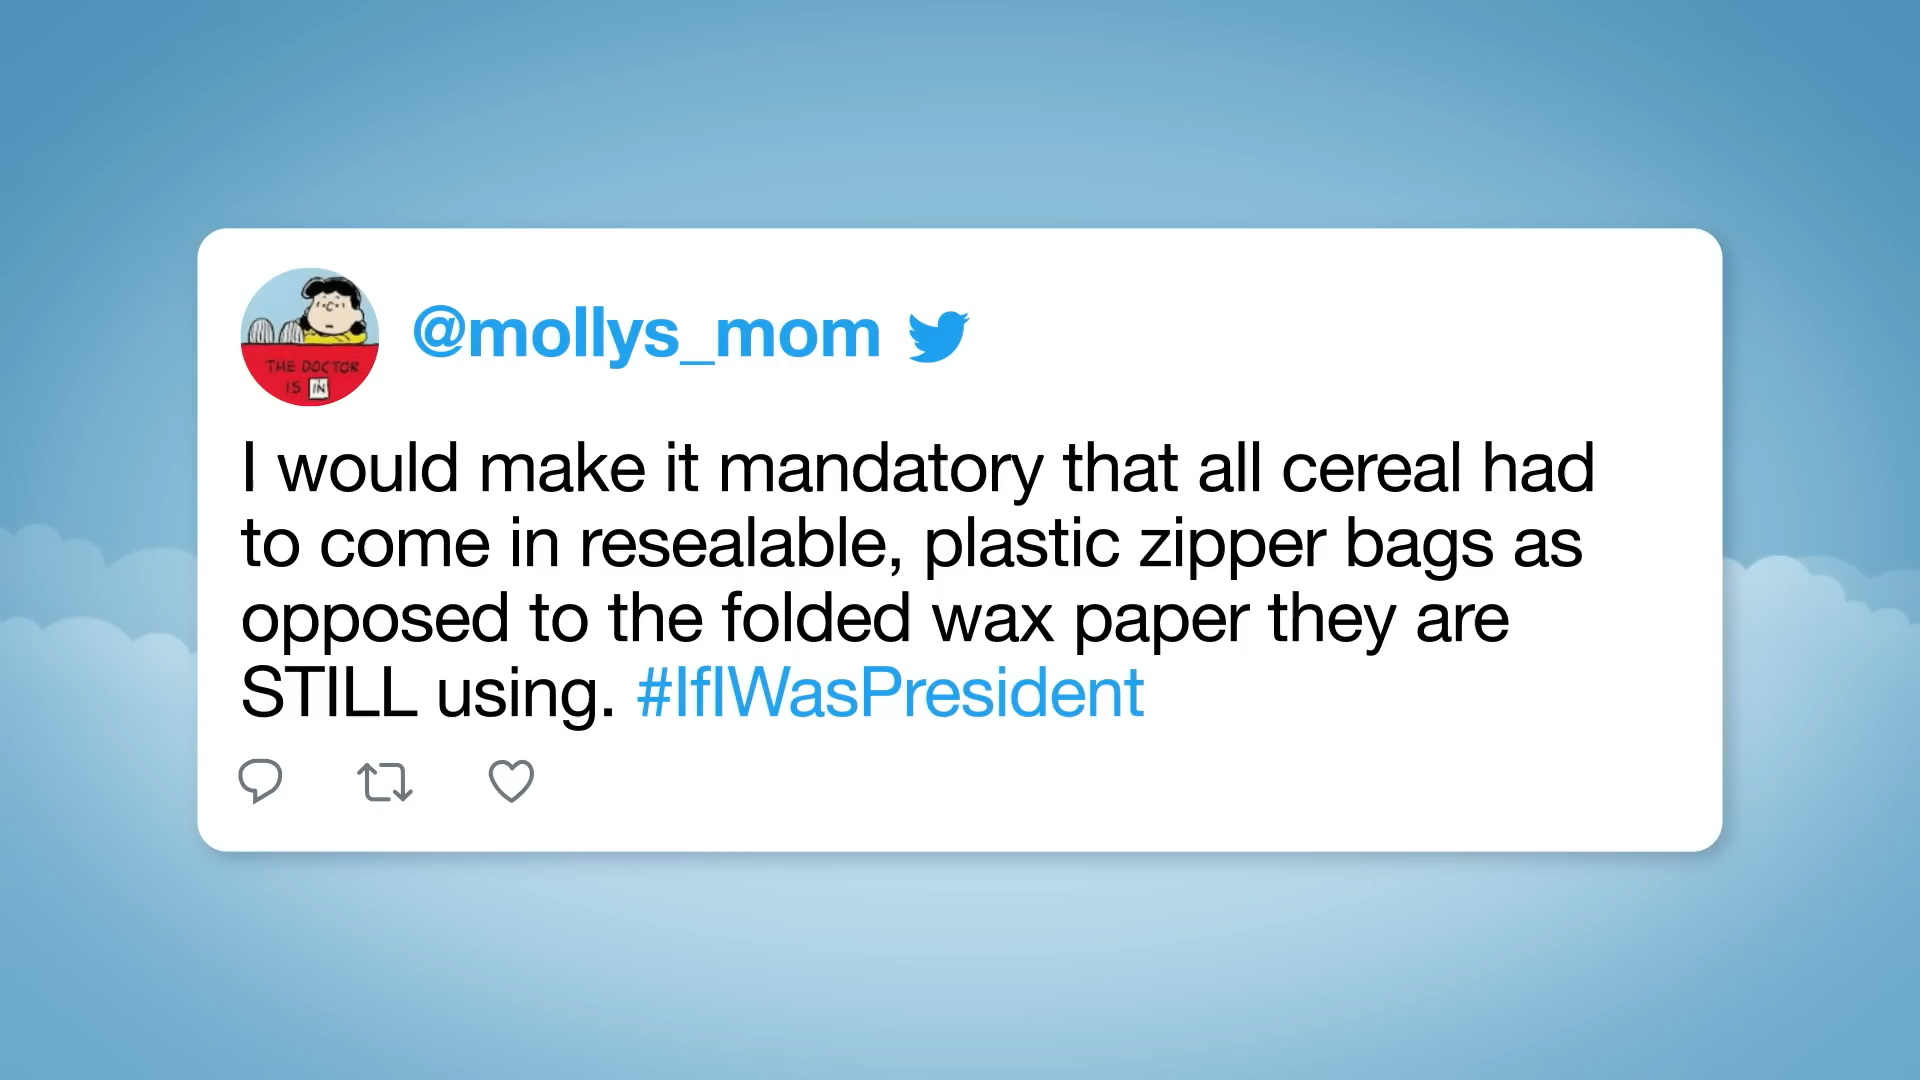 THE DOCTOR
IS IN
@mollys_mom
I would make it mandatory that all cereal had
to come in resealable, plastic zipper bags as
opposed to the folded wax paper they are
STILL using. #IfIWasPresident